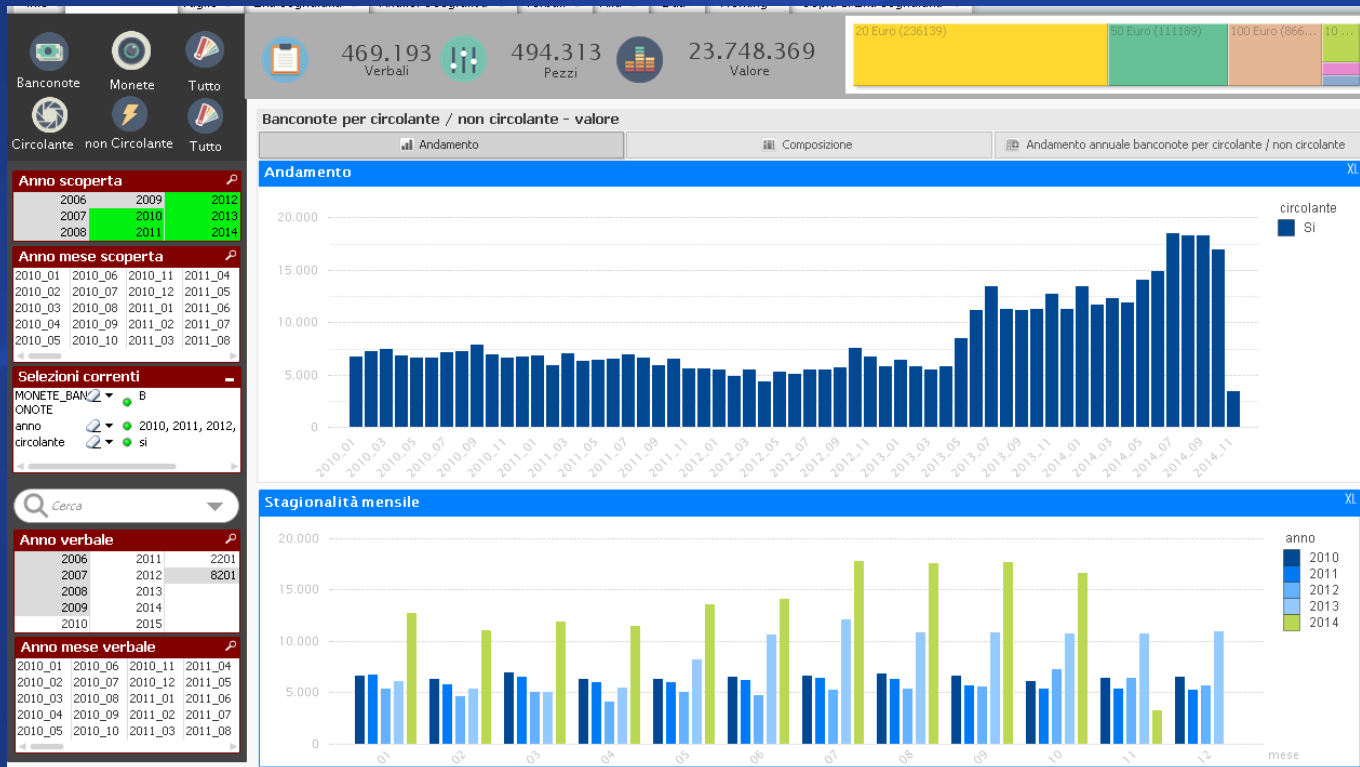 Banconote
Monete
Tutto
Circolante
non Circolante
Tutto
469.193
Verbali
494.313
Pezzi
23.748.369
Valore
20 Euro (236139)
50 Euro (111189)
100 Euro (866...
10 ...
Banconote per circolante / non circolante - valore
Andamento
Composizione
Andamento annuale banconote per circolante / non circolante
Anno scoperta
2006 2009 2012
2007 2010 2013
2008 2011 2014
Anno mese scoperta
2010_01 2010_06 2010_11 2011_04
2010_02 2010_07 2010_12 2011_05
2010_03 2010_08 2011_01 2011_06
2010_04 2010_09 2011_02 2011_07
2010_05 2010_10 2011_03 2011_08
Selezioni correnti
MONETE_BAN B
ONOTE
anno 2010, 2011, 2012,
circolante si
Cerca
Anno verbale
2006 2011 2201
2007 2012 8201
2008 2013
2009 2014
2010 2015
Anno mese verbale
2010_01 2010_06 2010_11 2011_04
2010_02 2010_07 2010_12 2011_05
2010_03 2010_08 2011_01 2011_06
2010_04 2010_09 2011_02 2011_07
2010_05 2010_10 2011_03 2011_08
Andamento XL
20.000
15.000
10.000
5.000
0
2010_01 2010_03 2010_05 2010_07 2010_09 2010_11 2011_01 2011_03 2011_05 2011_07 2011_09 2011_11 2012_01 2012_03 2012_05 2012_07 2012_09 2012_11 2013_01 2013_03 2013_05 2013_07 2013_09 2013_11 2014_01 2014_03 2014_05 2014_07 2014_09 2014_11
circolante
Si
Stagionalità mensile XL
20.000
15.000
10.000
5.000
0
01 02 03 04 05 06 07 08 09 10 11 12
mese
anno
2010
2011
2012
2013
2014